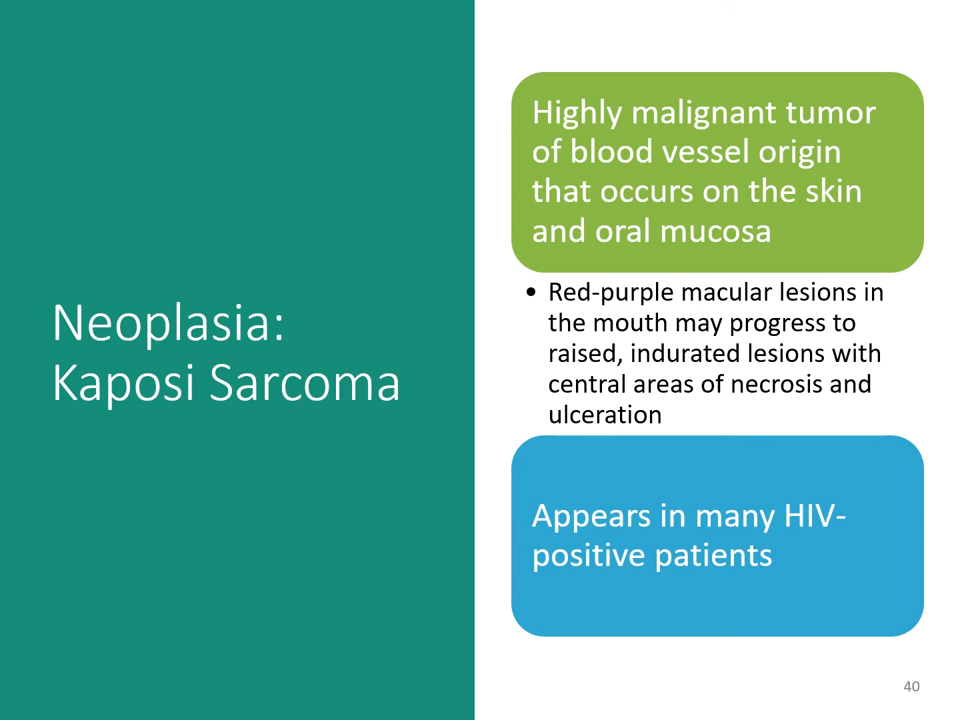 Neoplasia:
Kaposi Sarcoma
Highly malignant tumor
of blood vessel origin
that occurs on the skin
and oral mucosa
• Red-purple macular lesions in
the mouth may progress to
raised, indurated lesions with
central areas of necrosis and
ulceration
Appears in many HIV-
positive patients
40